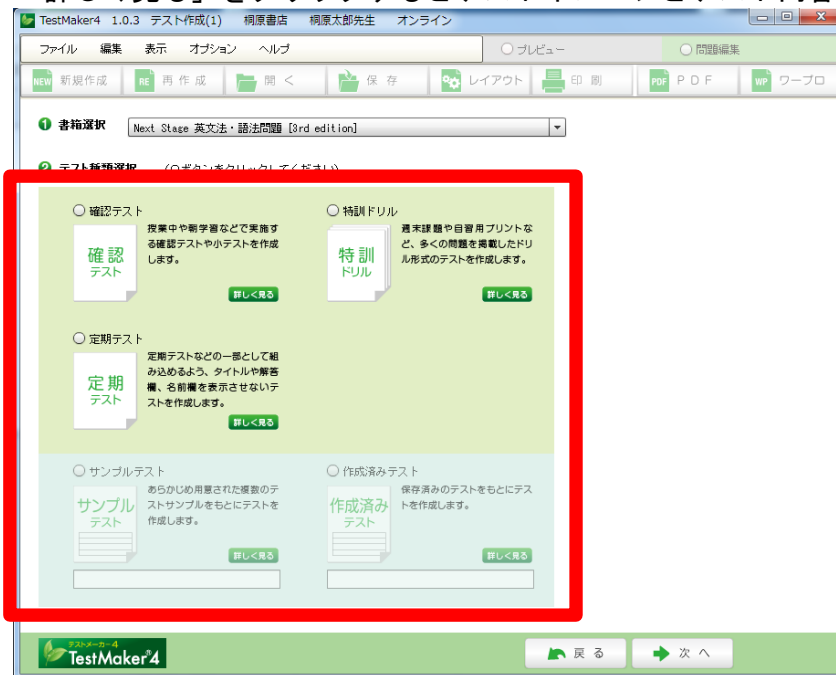 TestMaker4 1.0.3 テスト作成(1) 桐原書店 桐原太郎先生 オンライン
ファイル 編集 表示 オプション ヘルプ プレビュー 問題編集
NEW 新規作成 RE 再作成 開く 保存 レイアウト 印刷 PDF PDF WP ワープロ
1 書籍選択 Next Stage 英文法・語法問題 [3rd edition]
2 テスト種類選択 (○ボタンをクリックしてください)
確認テスト
授業中や朝学習などで実施す
る確認テストや小テストを作成
します。
確認
テスト
詳しく見る
特訓ドリル
週末課題や自習用プリントな
ど、多くの問題を掲載したドリ
ル形式のテストを作成します。
特訓
ドリル
詳しく見る
定期テスト
定期テストなどの一部として組
み込めるよう、タイトルや解答
欄、名前欄を表示させないテ
ストを作成します。
定期
テスト
詳しく見る
サンプルテスト
あらかじめ用意された複数のテ
ストサンプルをもとにテストを
作成します。
サンプル
テスト
詳しく見る
作成済みテスト
保存済みのテストをもとにテス
トを作成します。
作成済み
テスト
詳しく見る
テストメーカー4
TestMaker®4
戻る 次へ